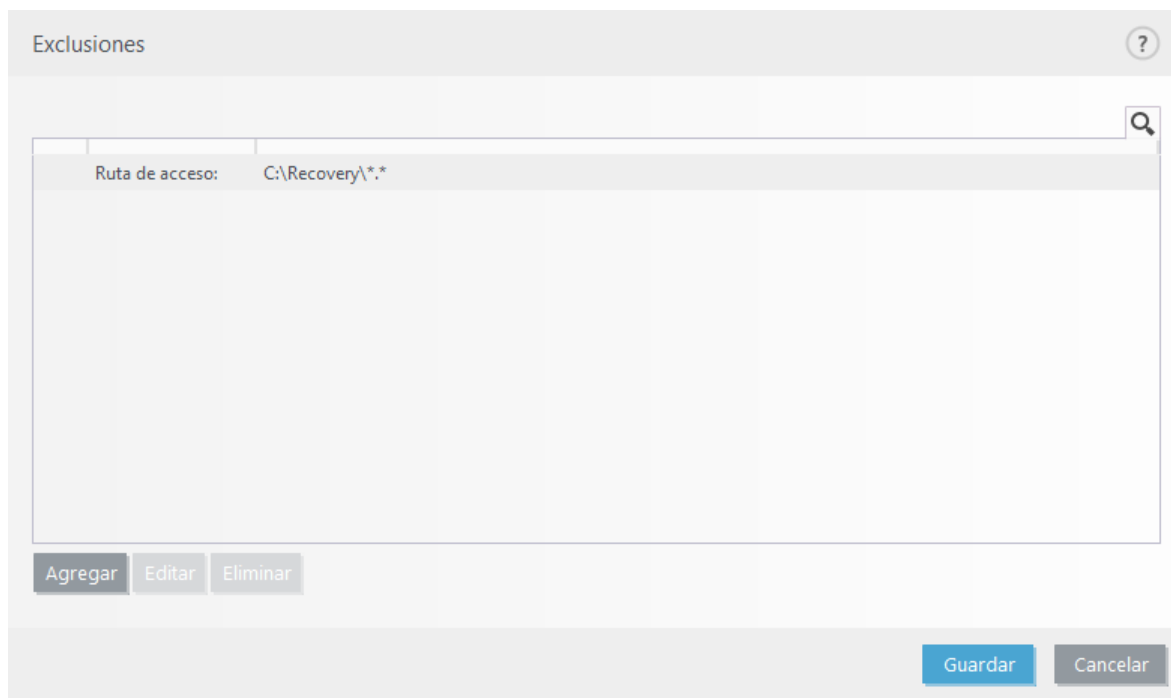 Exclusiones
?
Ruta de acceso: C:\Recovery\*.*
Agregar Editar Eliminar
Guardar Cancelar